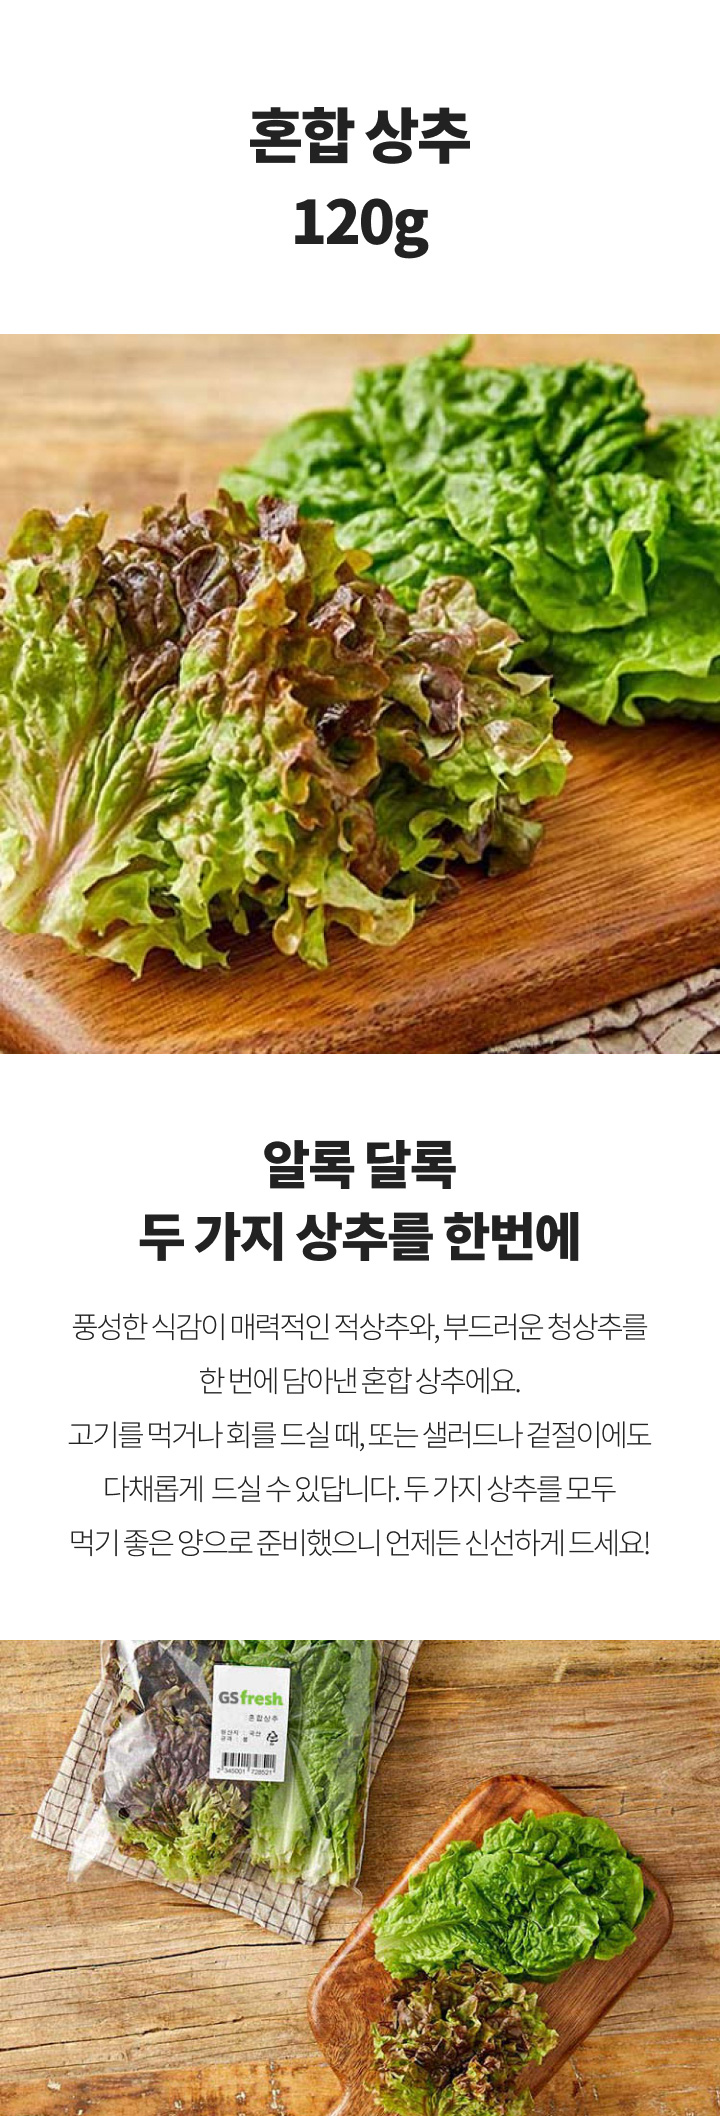 혼합 상추
120g
알록 달록
두 가지 상추를 한번에
풍성한 식감이 매력적인 적상추와, 부드러운 청상추를
한 번에 담아낸 혼합 상추에요.
고기를 먹거나 회를 드실 때, 또는 샐러드나 겉절이에도
다채롭게 드실 수 있답니다. 두 가지 상추를 모두
먹기 좋은 양으로 준비했으니 언제든 신선하게 드세요!
GSfresh
혼합상추
원산지 : 국산